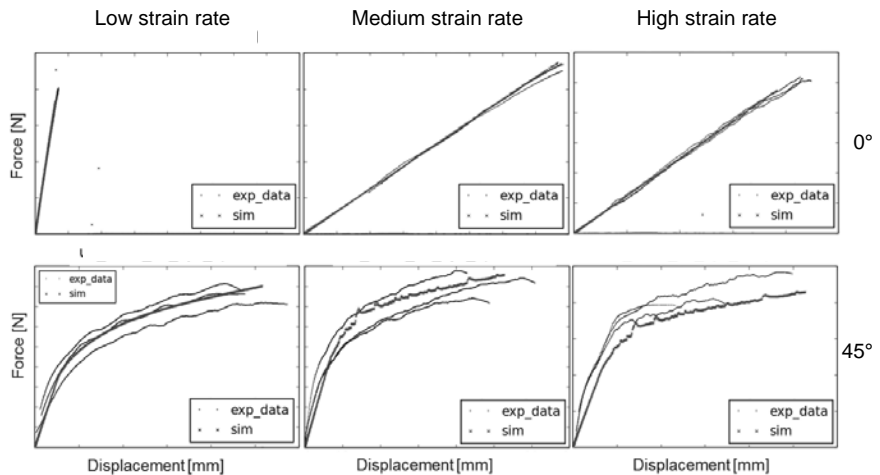 Low strain rate
Medium strain rate
High strain rate
Force [N]
exp_data
sim
exp_data
sim
exp_data
sim
0°
Force [N]
exp_data
sim
exp_data
sim
exp_data
sim
exp_data
sim
45°
Displacement [mm]
Displacement [mm]
Displacement [mm]